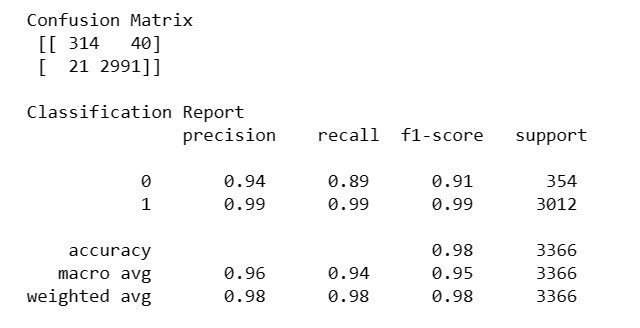 Confusion Matrix
[[ 314   40]
[  21 2991]]
Classification Report
precision    recall  f1-score   support
0       0.94      0.89      0.91       354
1       0.99      0.99      0.99      3012
accuracy                           0.98      3366
macro avg       0.96      0.94      0.95      3366
weighted avg       0.98      0.98      0.98      3366